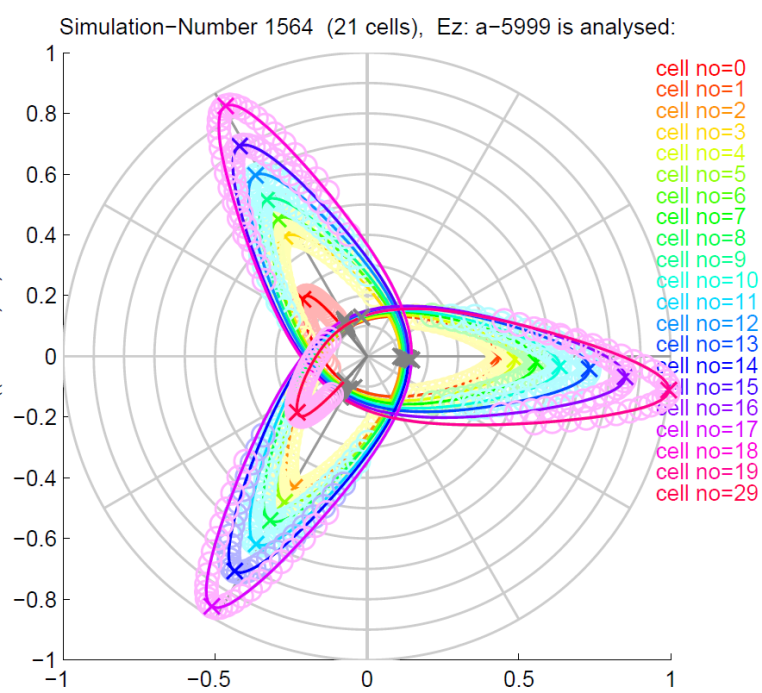 Simulation−Number 1564 (21 cells), Ez: a−5999 is analysed:
1
0.8
0.6
0.4
0.2
0
−0.2
−0.4
−0.6
−0.8
−1
−1
−0.5
0
0.5
1
cell no=0
cell no=1
cell no=2
cell no=3
cell no=4
cell no=5
cell no=6
cell no=7
cell no=8
cell no=9
cell no=10
cell no=11
cell no=12
cell no=13
cell no=14
cell no=15
cell no=16
cell no=17
cell no=18
cell no=19
cell no=29